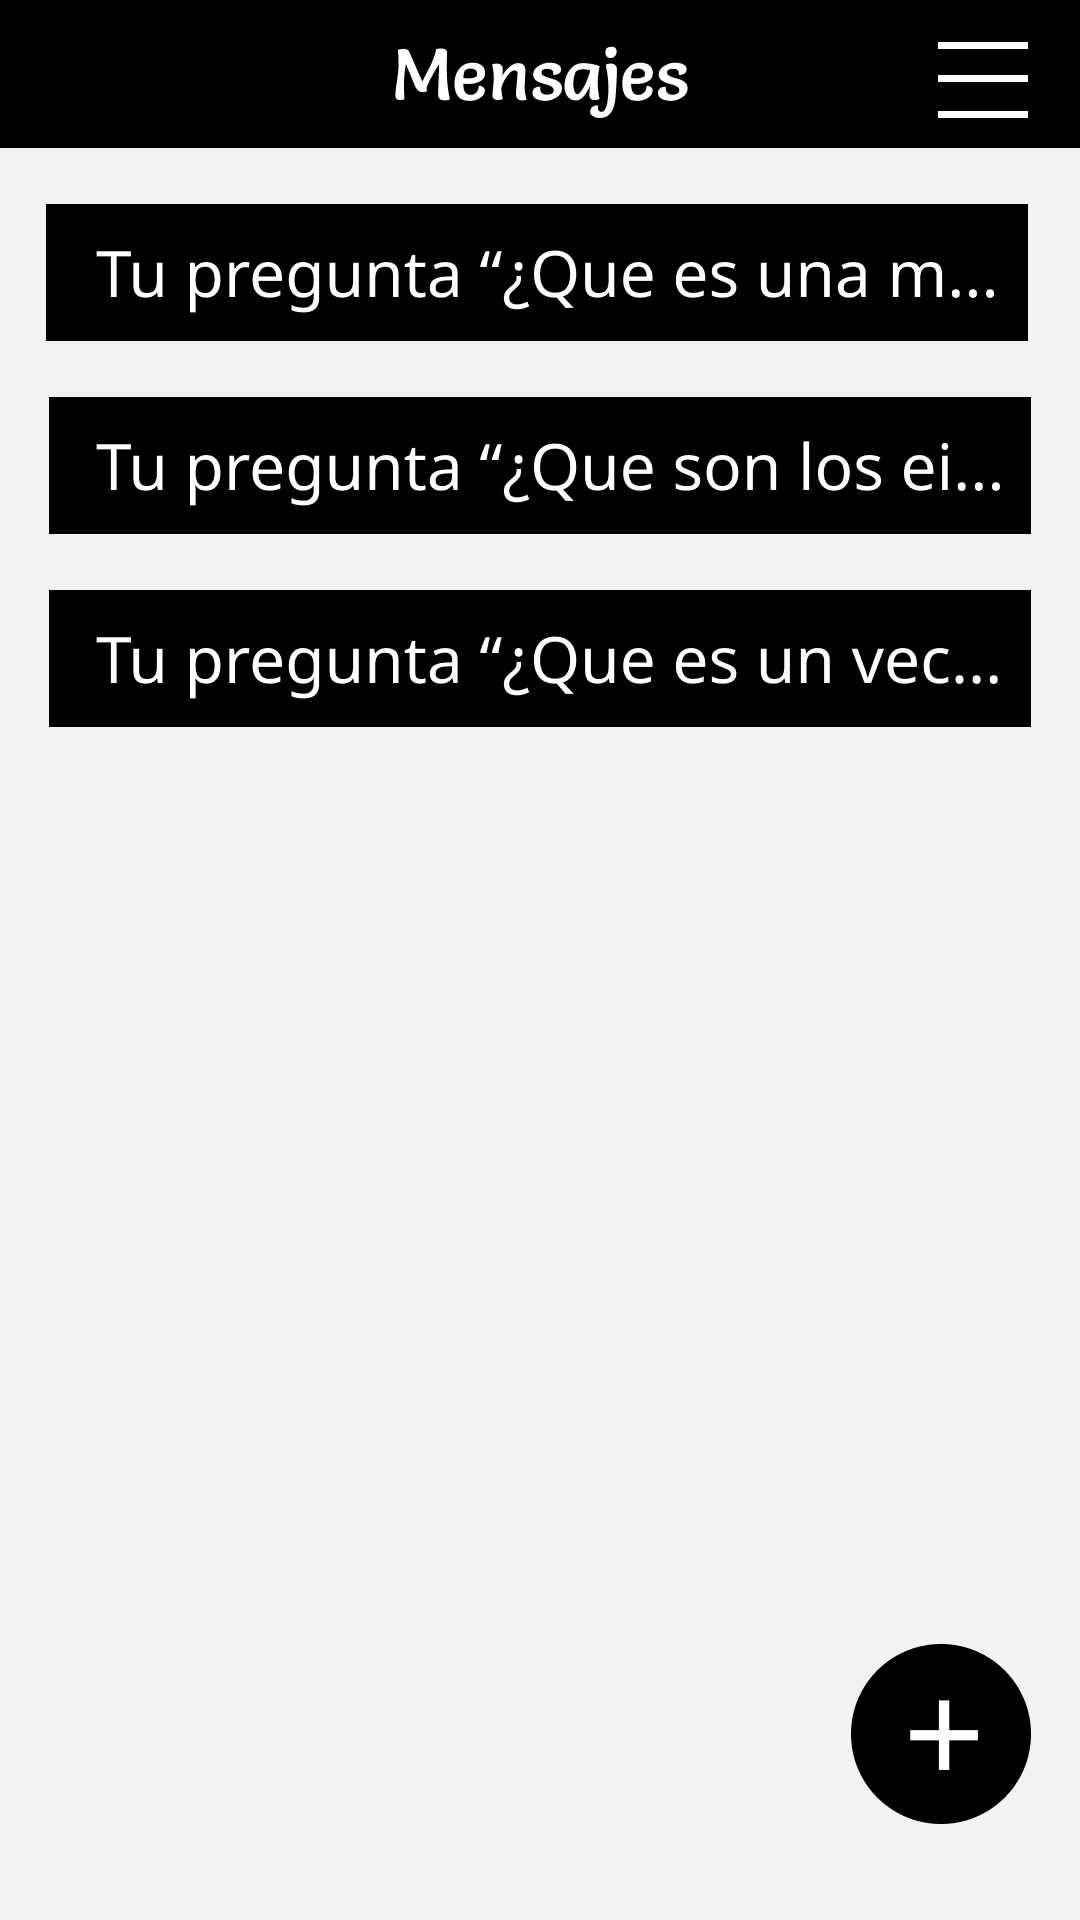 Mensajes
Tu pregunta “¿Que es una m...
Tu pregunta “¿Que son los ei...
Tu pregunta “¿Que es un vec...
+